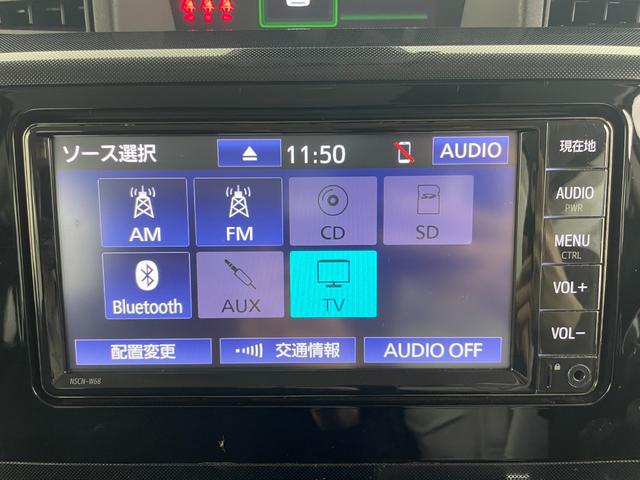 ソース選択 11:50 AUDIO
AM FM CD SD
Bluetooth AUX TV
配置変更 交通情報 AUDIO OFF
現在地
AUDIO
PWR
MENU
CTRL
VOL+
VOL−
NSCN-W68